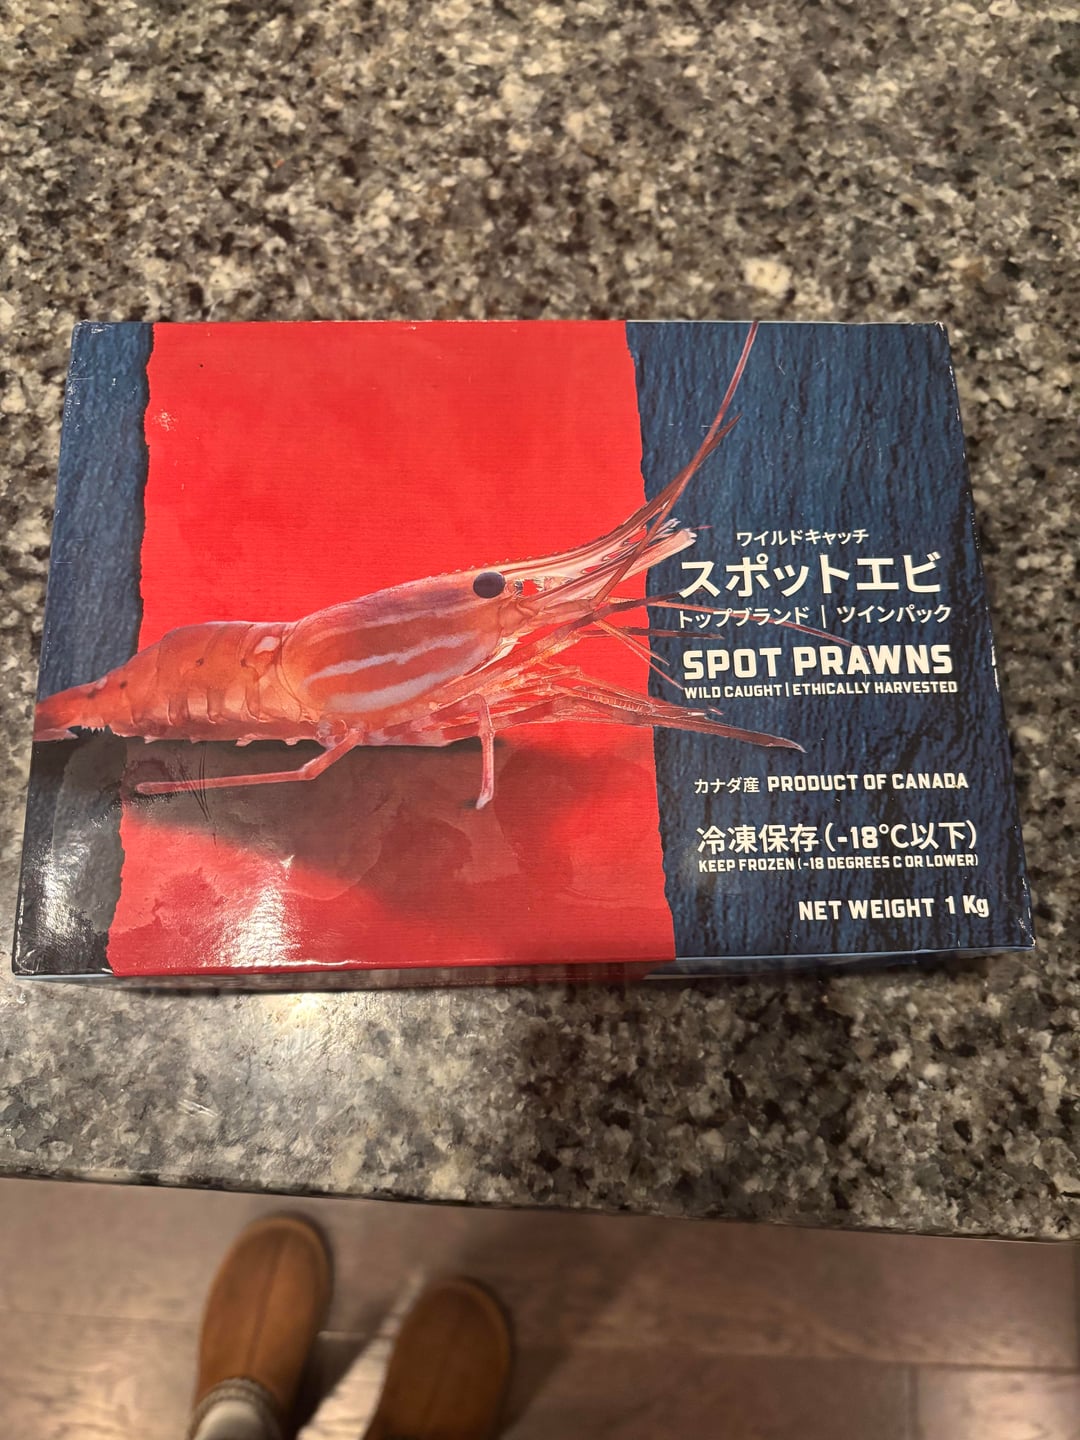 ワイルドキャッチ
スポットエビ
トップブランド | ツインパック
SPOT PRAWNS
WILD CAUGHT | ETHICALLY HARVESTED
カナダ産 PRODUCT OF CANADA
冷凍保存(-18°C以下)
KEEP FROZEN (-18 DEGREES C OR LOWER)
NET WEIGHT 1 Kg